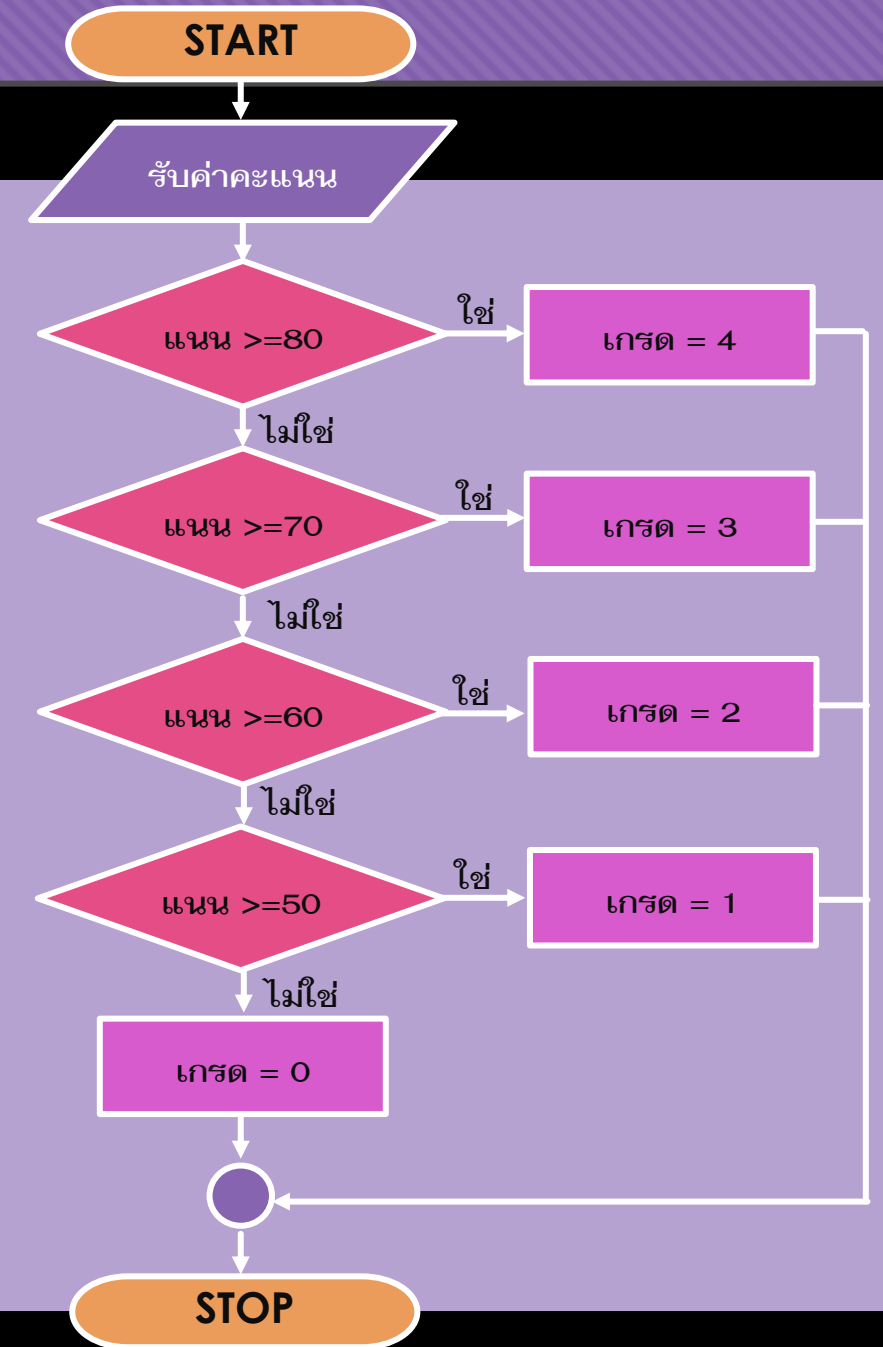 START
รับค่าคะแนน
แนน >=80
ใช่
เกรด = 4
ไม่ใช่
แนน >=70
ใช่
เกรด = 3
ไม่ใช่
แนน >=60
ใช่
เกรด = 2
ไม่ใช่
แนน >=50
ใช่
เกรด = 1
ไม่ใช่
เกรด = 0
STOP